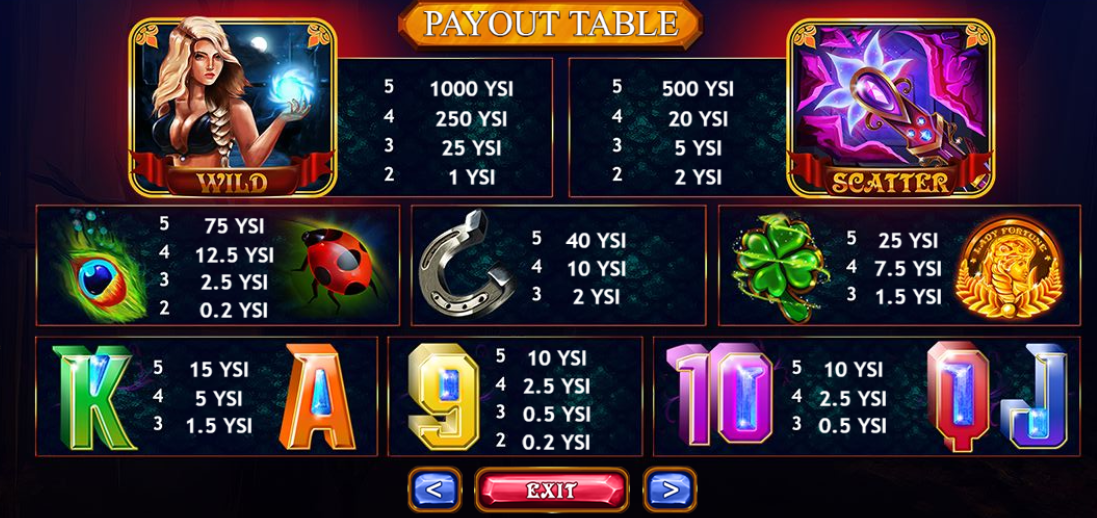 PAYOUT TABLE
5 1000 YSI
4 250 YSI
3 25 YSI
2 1 YSI
WILD
5 500 YSI
4 20 YSI
3 5 YSI
2 2 YSI
SCATTER
5 75 YSI
4 12.5 YSI
3 2.5 YSI
2 0.2 YSI
5 40 YSI
4 10 YSI
3 2 YSI
5 25 YSI
4 7.5 YSI
3 1.5 YSI
LADY FORTUNE
K
5 15 YSI
4 5 YSI
3 1.5 YSI
A
9
5 10 YSI
4 2.5 YSI
3 0.5 YSI
2 0.2 YSI
10
5 10 YSI
4 2.5 YSI
3 0.5 YSI
Q J
< EXIT >